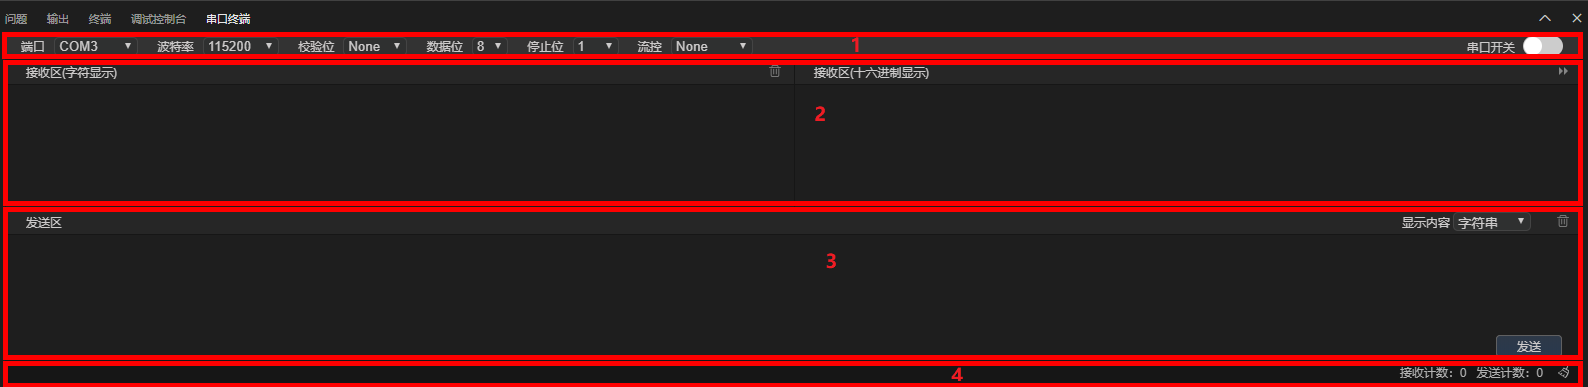 问题 输出 终端 调试控制台 串口终端
端口 COM3 波特率 115200 校验位 None 数据位 8 停止位 1 流控 None 1 串口开关
接收区(字符显示) 接收区(十六进制显示)
2
发送区 显示内容 字符串
3
发送
4 接收计数: 0 发送计数: 0